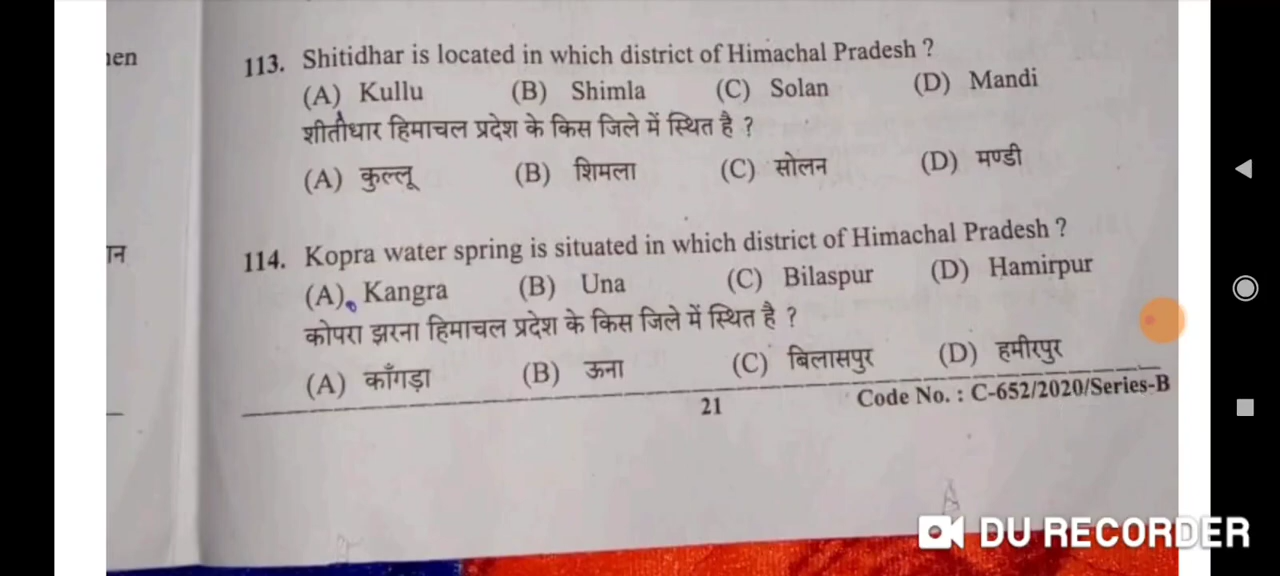 nen
113. Shitidhar is located in which district of Himachal Pradesh ?
(A) Kullu (B) Shimla (C) Solan (D) Mandi
शीतीधार हिमाचल प्रदेश के किस जिले में स्थित है ?
(A) कुल्लू (B) शिमला (C) सोलन (D) मण्डी
ान
114. Kopra water spring is situated in which district of Himachal Pradesh ?
(A) Kangra (B) Una (C) Bilaspur (D) Hamirpur
कोपरा झरना हिमाचल प्रदेश के किस जिले में स्थित है ?
(A) काँगड़ा (B) ऊना (C) बिलासपुर (D) हमीरपुर
21 Code No. : C-652/2020/Series-B
DU RECORDER